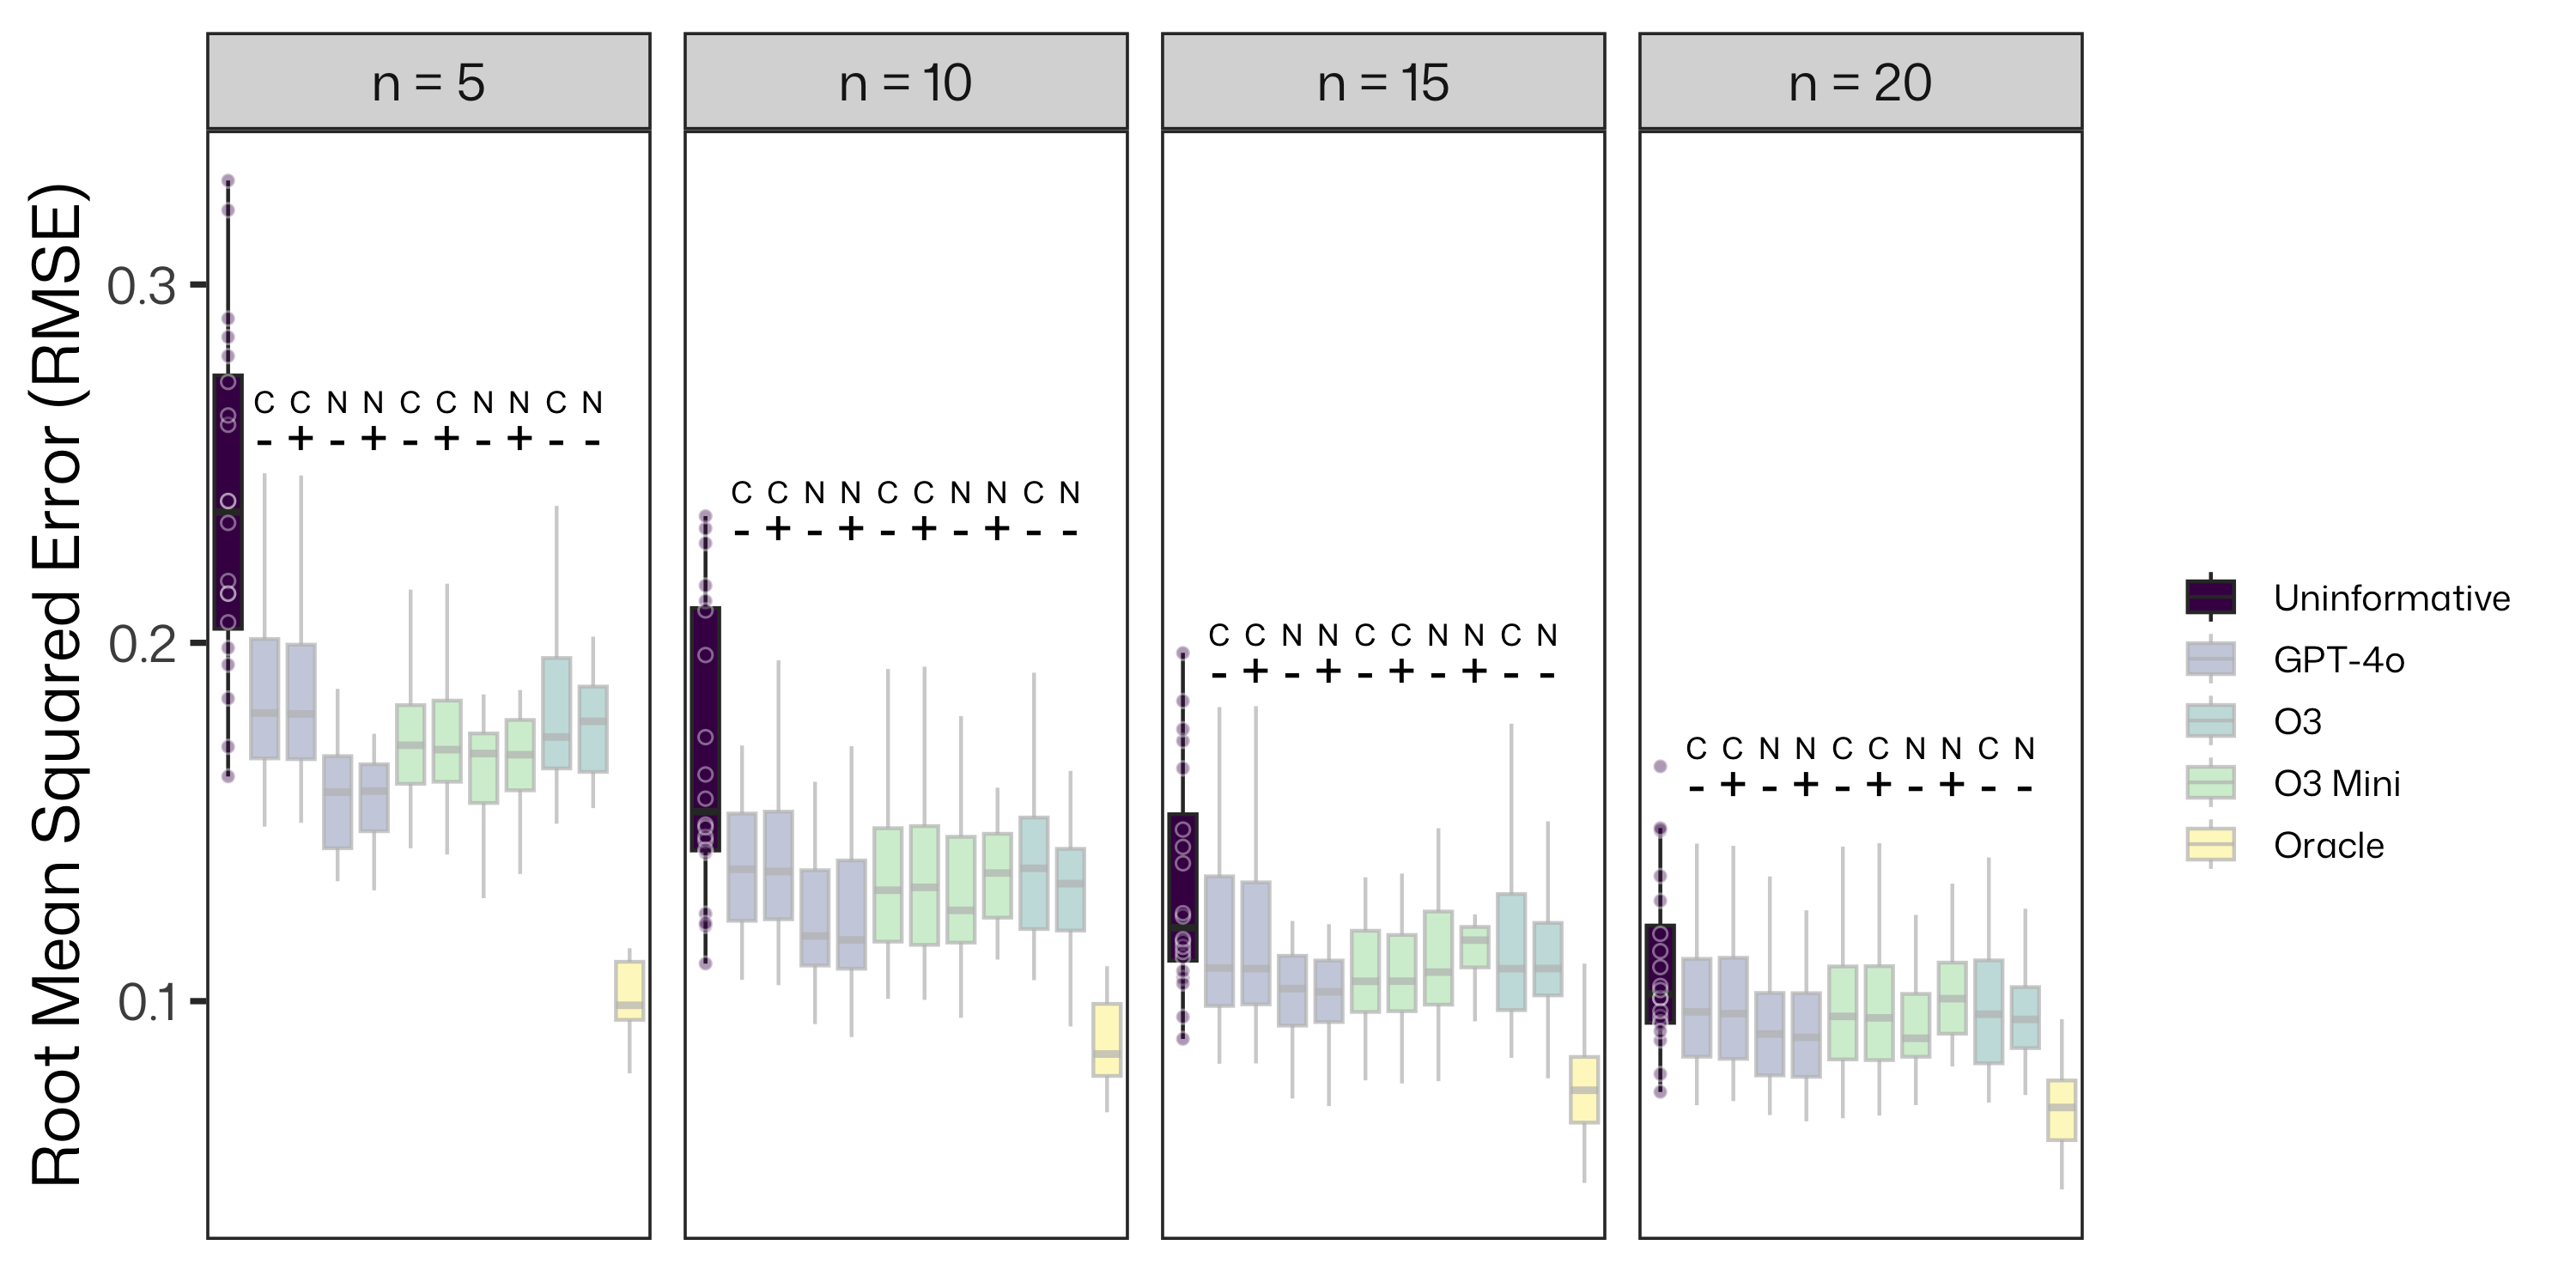 n = 5
n = 10
n = 15
n = 20
Root Mean Squared Error (RMSE)
0.3
0.2
0.1
C C N N C C N N C N
- + - + - + - + - -
C C N N C C N N C N
- + - + - + - + - -
C C N N C C N N C N
- + - + - + - + - -
C C N N C C N N C N
- + - + - + - + - -
Uninformative
GPT-4o
O3
O3 Mini
Oracle